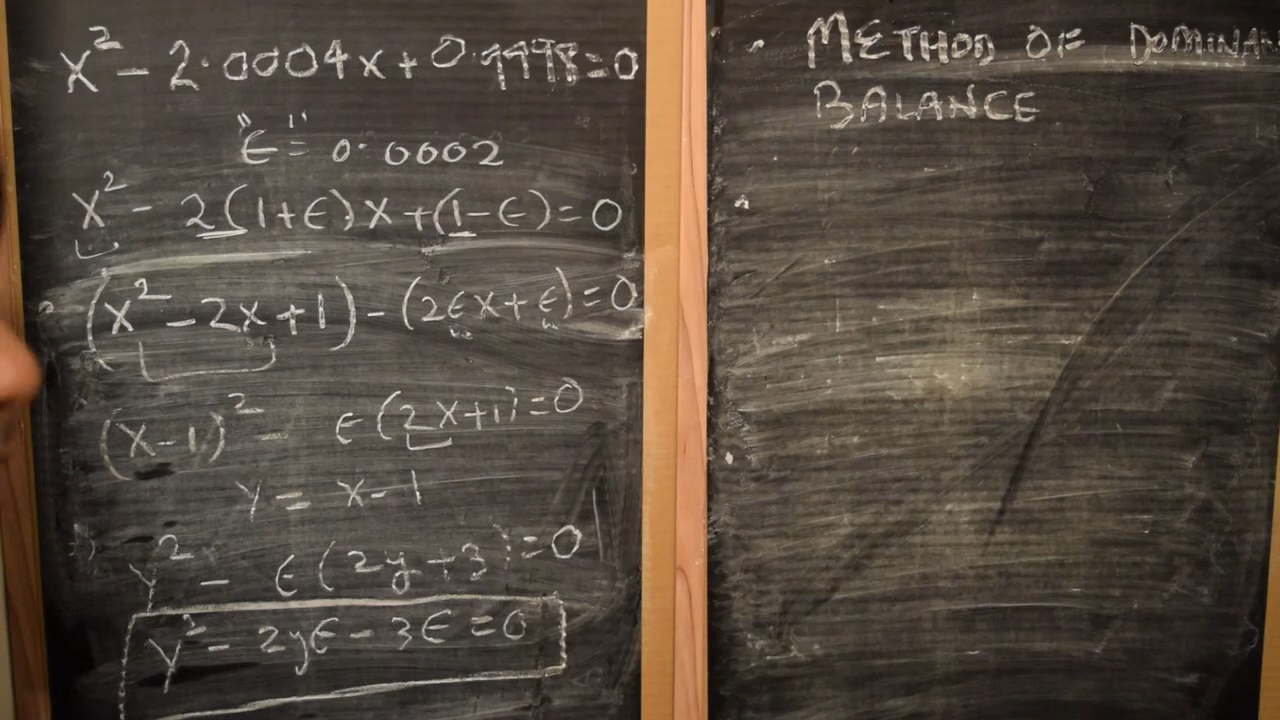 x² - 2.0004x + 0.9998 = 0
"ε" = 0.0002
x² - 2(1+ε)x + (1-ε) = 0
(x² - 2x + 1) - (2εx + ε) = 0
(x-1)² - ε(2x+1) = 0
y = x-1
y² - ε(2y+3) = 0
y² - 2yε - 3ε = 0
• METHOD OF DOMINAN
BALANCE